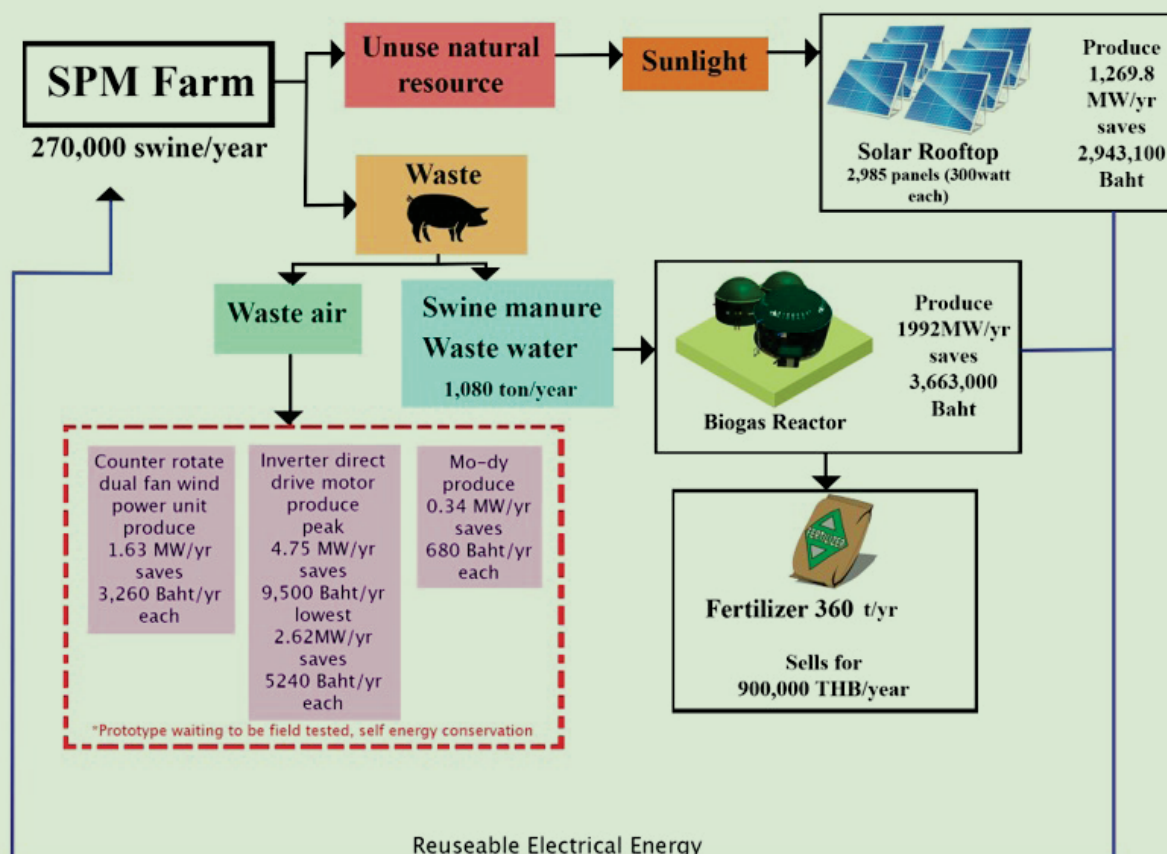 SPM Farm
270,000 swine/year
Unuse natural
resource
Sunlight
Solar Rooftop
2,985 panels (300watt
each)
Produce
1,269.8
MW/yr
saves
2,943,100
Baht
Waste
Waste air
Swine manure
Waste water
1,080 ton/year
Biogas Reactor
Produce
1992MW/yr
saves
3,663,000
Baht
Counter rotate
dual fan wind
power unit
produce
1.63 MW/yr
saves
3,260 Baht/yr
each
Inverter direct
drive motor
produce
peak
4.75 MW/yr
saves
9,500 Baht/yr
lowest
2.62MW/yr
saves
5240 Baht/yr
each
Mo-dy
produce
0.34 MW/yr
saves
680 Baht/yr
each
*Prototype waiting to be field tested, self energy conservation
FERTILIZER
Fertilizer 360 t/yr
Sells for
900,000 THB/year
Reuseable Electrical Energy